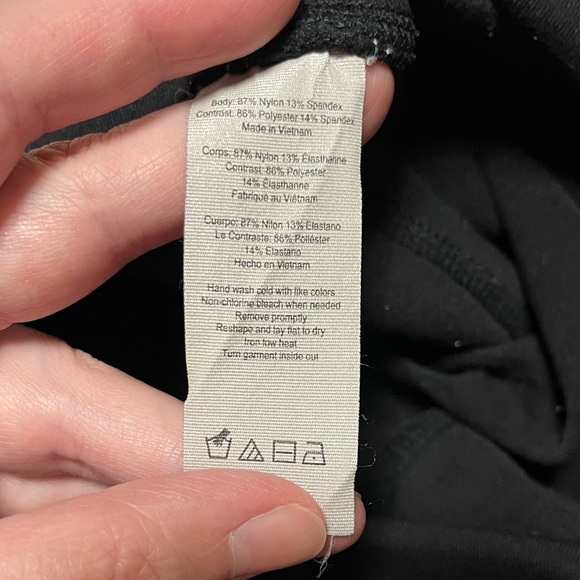 Body: 87% Nylon 13% Spandex
Contrast: 86% Polyester 14% Spandex
Made in Vietnam
Corps: 87% Nylon 13% Élasthanne
Contrast: 86% Polyester
14% Élasthanne
Fabriqué au Viêtnam
Cuerpo: 87% Nilon 13% Elastano
Le Contraste: 86% Poliéster
14% Elastano
Hecho en Vietnam
Hand wash cold with like colors
Non-chlorine bleach when needed
Remove promptly
Reshape and lay flat to dry
Iron low heat
Turn garment inside out